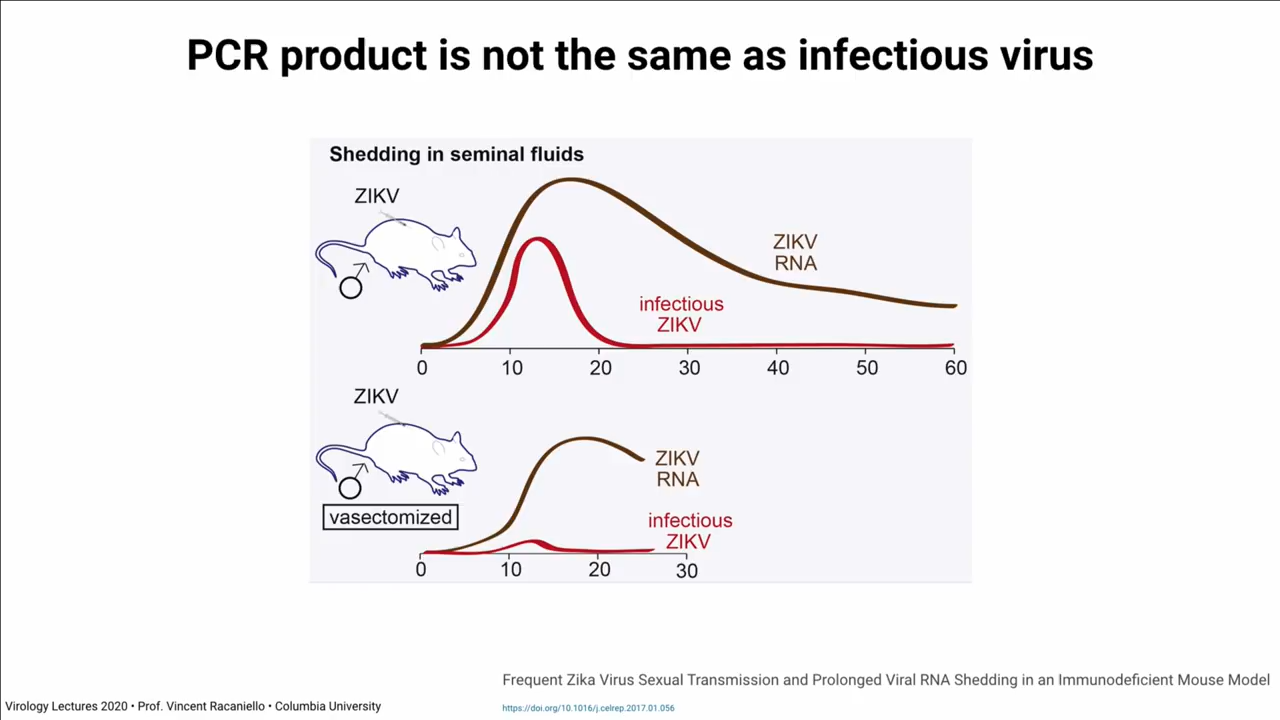 PCR product is not the same as infectious virus
Shedding in seminal fluids
ZIKV
ZIKV
RNA
infectious
ZIKV
0 10 20 30 40 50 60
ZIKV
vasectomized
ZIKV
RNA
infectious
ZIKV
0 10 20 30
Frequent Zika Virus Sexual Transmission and Prolonged Viral RNA Shedding in an Immunodeficient Mouse Model
Virology Lectures 2020 • Prof. Vincent Racaniello • Columbia University
https://doi.org/10.1016/j.celrep.2017.01.056